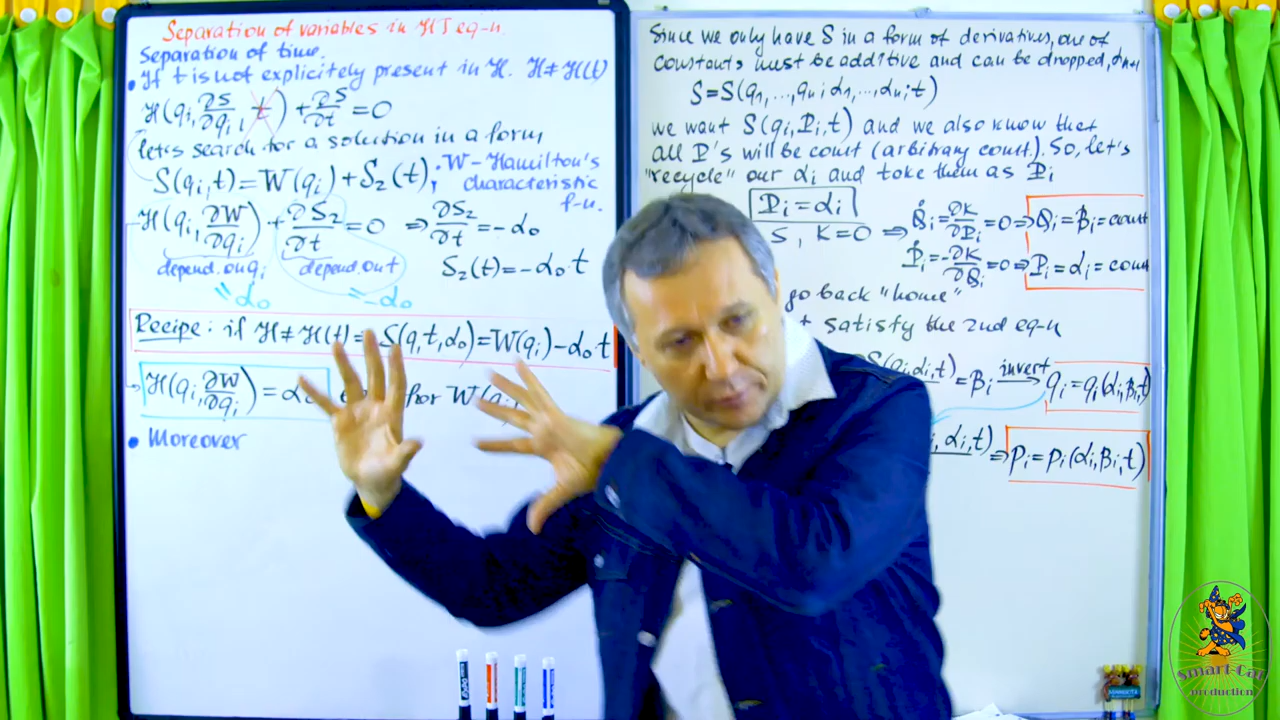 Separation of variables in HJ eq-n.
Separation of time.
• If t is not explicitely present in H. H≠H(t)
H(qᵢ, ∂S/∂qᵢ, t) + ∂S/∂t = 0
let's search for a solution in a form
S(qᵢ,t) = W(qᵢ) + S₂(t); • W – Hamilton's
characteristic
f-n.
H(qᵢ, ∂W/∂qᵢ) + ∂S₂/∂t = 0 ⇒ ∂S₂/∂t = -α₀
depend. on qᵢ depend. on t S₂(t) = -α₀·t
= α₀ = -α₀
Recipe: if H≠H(t) ⇒ S(q,t,α₀) = W(qᵢ) - α₀t
H(qᵢ, ∂W/∂qᵢ) = α for W(q
• Moreover
Since we only have S in a form of derivatives, one of
constants must be additive and can be dropped, αₙ₊₁
S = S(q₁,...,qₙ; α₁,...,αₙ; t)
we want S(qᵢ, Pᵢ, t) and we also know that
all P's will be const (arbitrary const.). So, let's
"recycle" our αᵢ and take them as Pᵢ
Pᵢ = αᵢ
S, K=0 ⇒ Q̇ᵢ = ∂K/∂Pᵢ = 0 ⇒ Qᵢ = βᵢ = const
Ṗᵢ = -∂K/∂Qᵢ = 0 ⇒ Pᵢ = αᵢ = const
go back "home"
t satisfy the 2nd eq-n
S(qᵢ,αᵢ,t) = βᵢ invert → qᵢ = qᵢ(αᵢ,βᵢ,t)
, αᵢ, t) ⇒ pᵢ = pᵢ(αᵢ,βᵢ,t)
Smart Cat
production